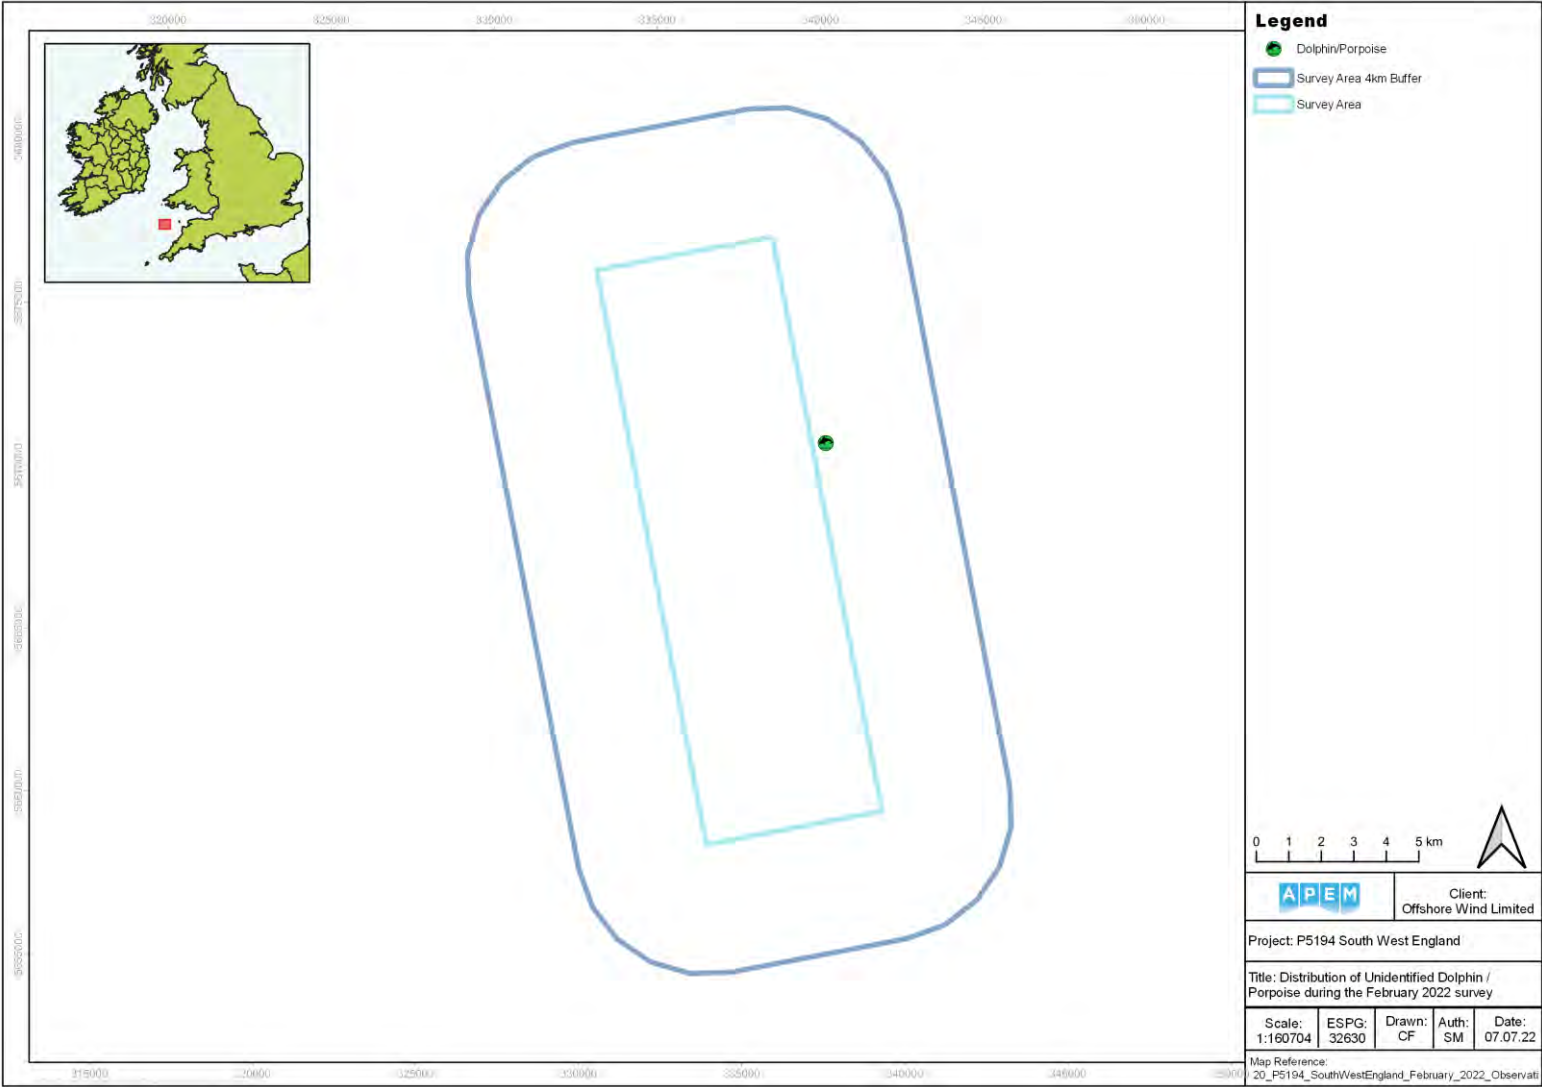 320000 325000 330000 335000 340000 345000 350000
315000 320000 325000 330000 335000 340000 345000
Legend
Dolphin/Porpoise
Survey Area 4km Buffer
Survey Area
0 1 2 3 4 5 km
APEM
Client:
Offshore Wind Limited
Project: P5194 South West England
Title: Distribution of Unidentified Dolphin /
Porpoise during the February 2022 survey
Scale:
1:160704
ESPG:
32630
Drawn:
CF
Auth:
SM
Date:
07.07.22
Map Reference:
20_P5194_SouthWestEngland_February_2022_Observati